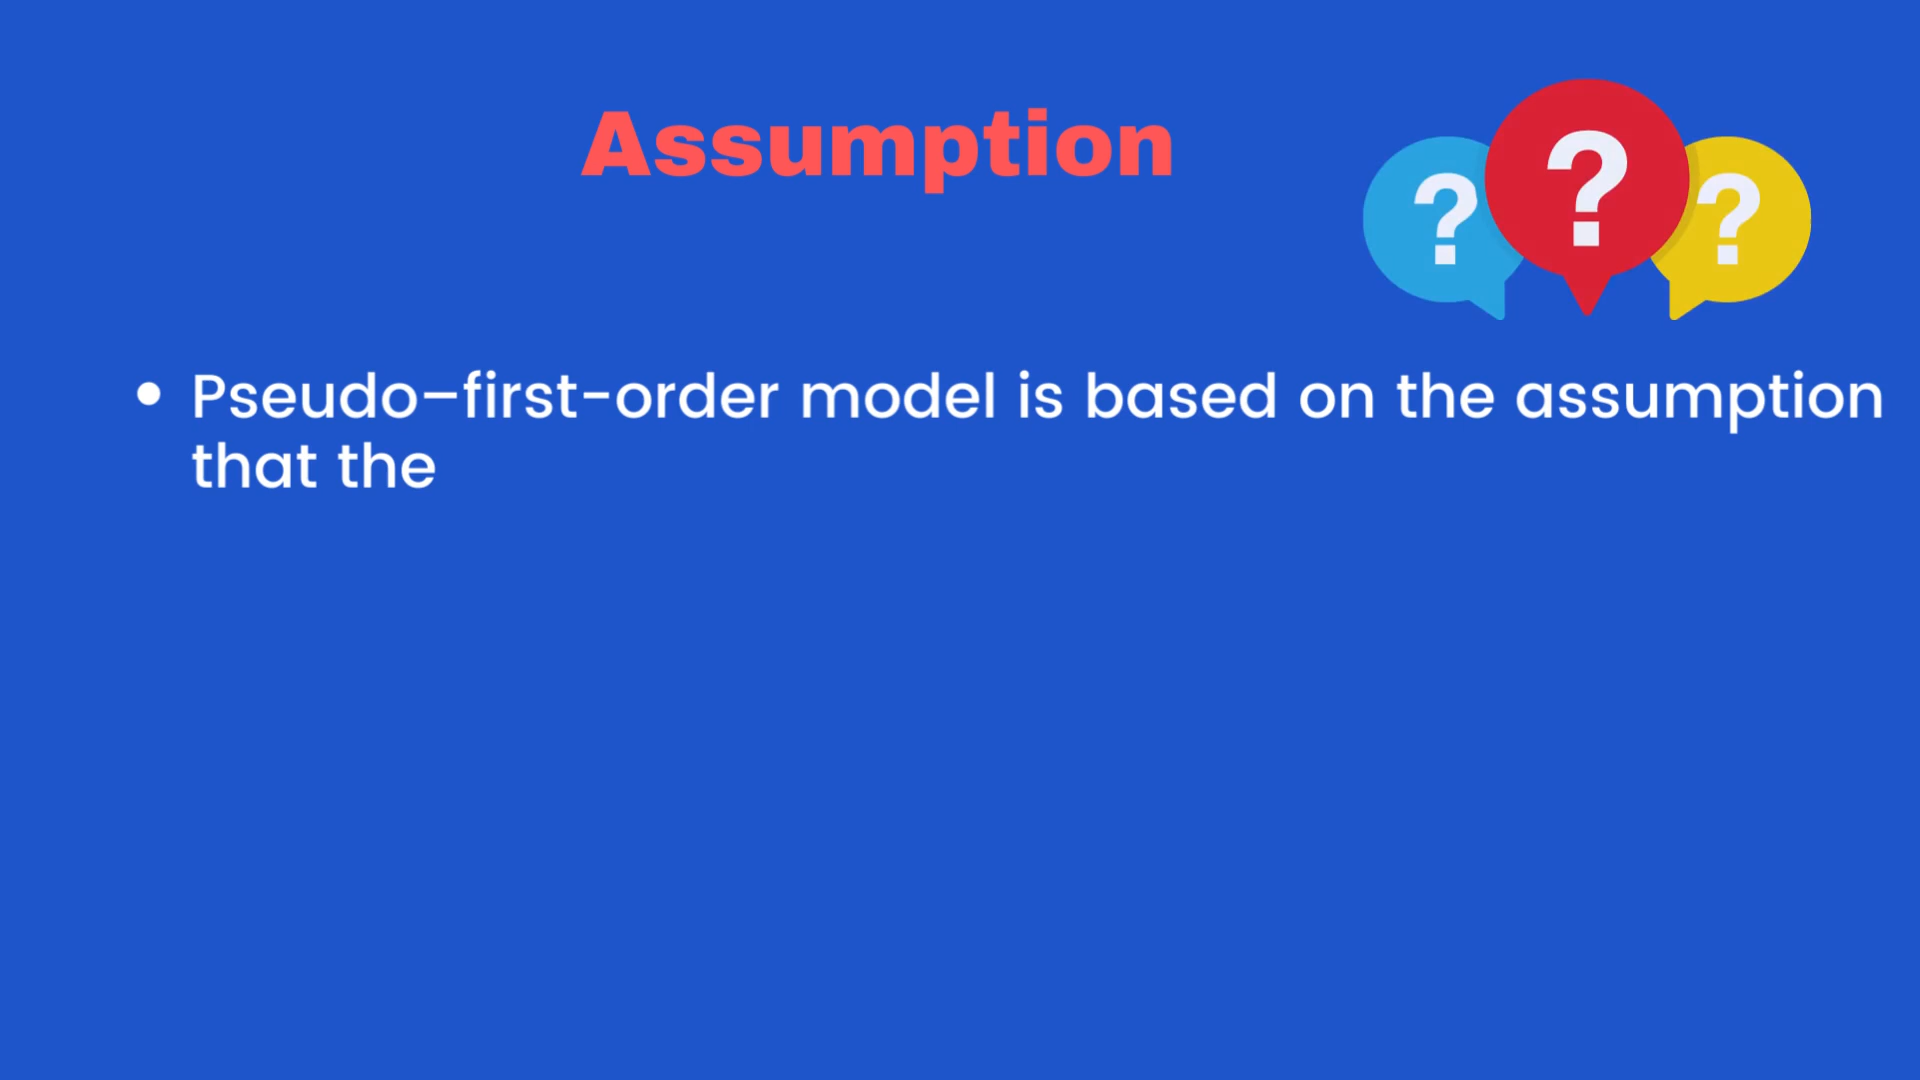 Assumption
? ? ?
• Pseudo–first-order model is based on the assumption
that the